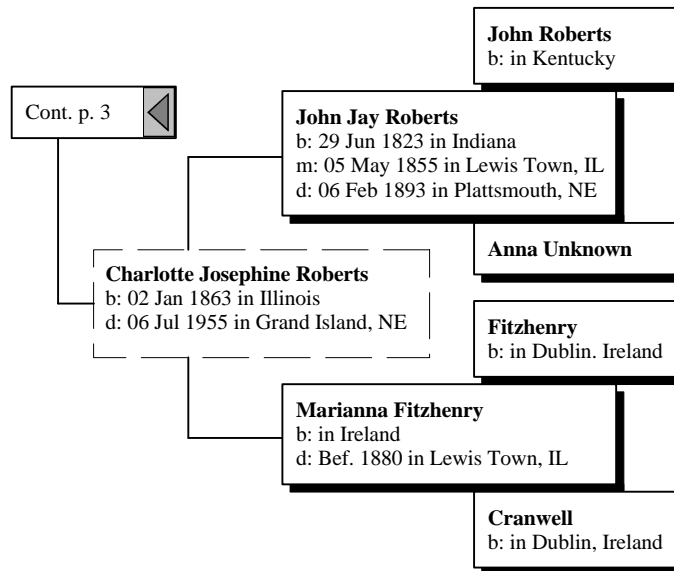 John Roberts
b: in Kentucky
Cont. p. 3
John Jay Roberts
b: 29 Jun 1823 in Indiana
m: 05 May 1855 in Lewis Town, IL
d: 06 Feb 1893 in Plattsmouth, NE
Anna Unknown
Charlotte Josephine Roberts
b: 02 Jan 1863 in Illinois
d: 06 Jul 1955 in Grand Island, NE
Fitzhenry
b: in Dublin. Ireland
Marianna Fitzhenry
b: in Ireland
d: Bef. 1880 in Lewis Town, IL
Cranwell
b: in Dublin, Ireland